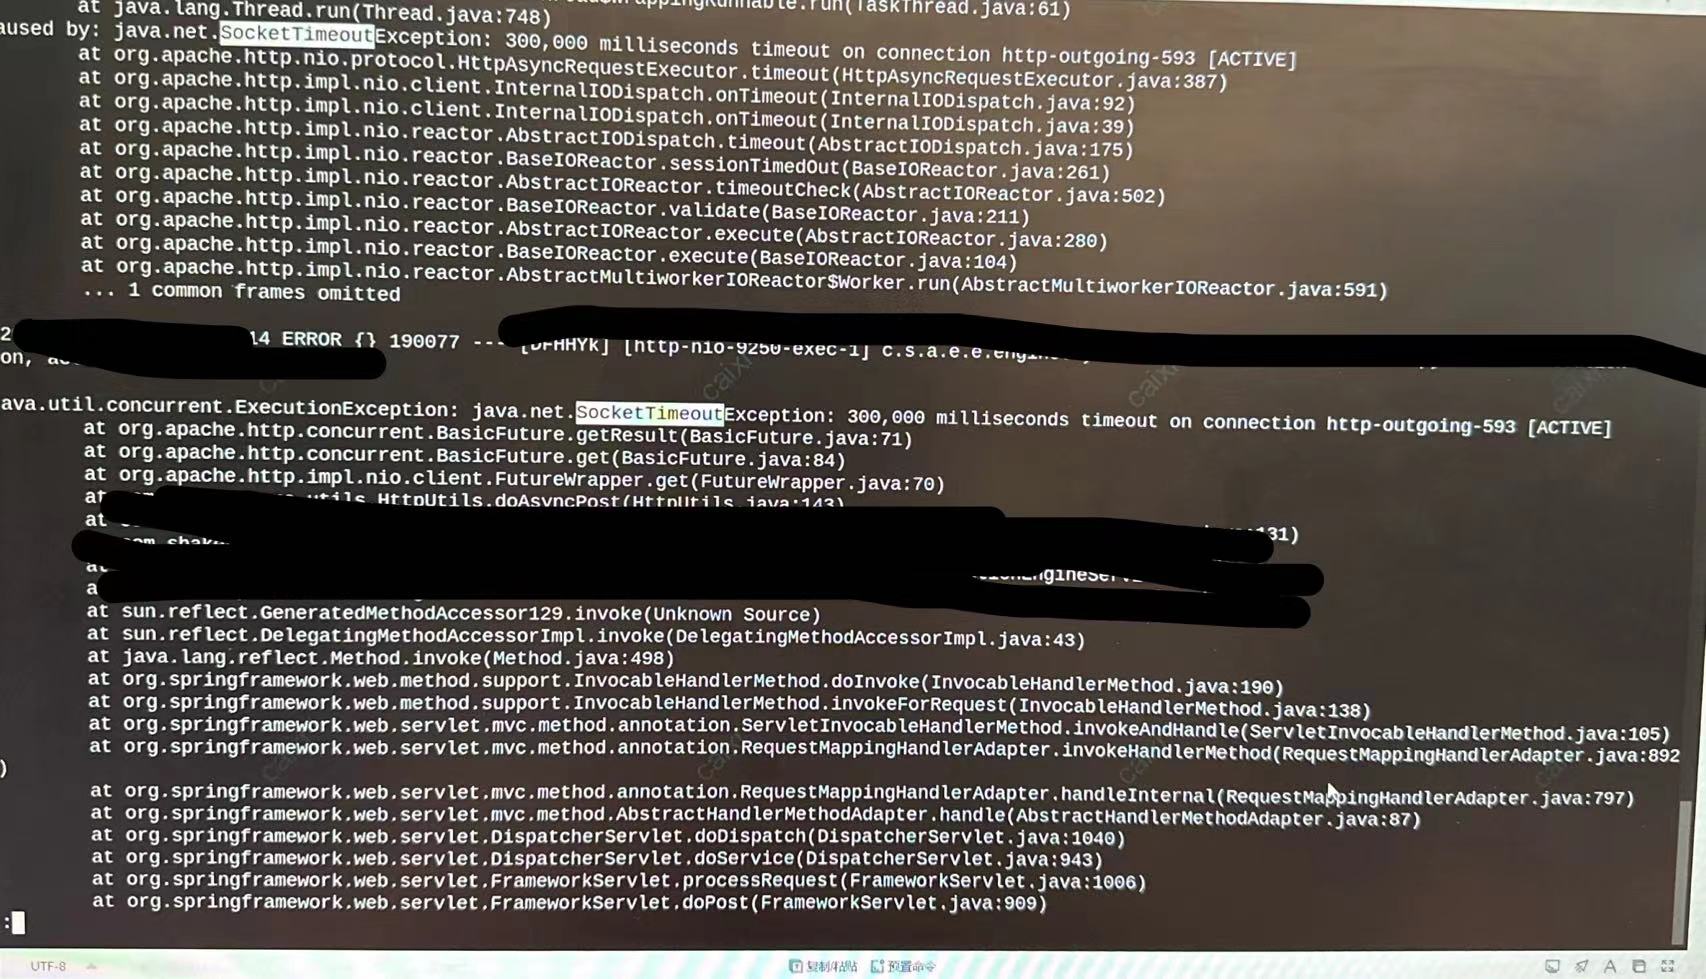 at java.lang.Thread.run(Thread.java:748)
TaskThread.java:61)
aused by: java.net.SocketTimeoutException: 300,000 milliseconds timeout on connection http-outgoing-593 [ACTIVE]
at org.apache.http.nio.protocol.HttpAsyncRequestExecutor.timeout(HttpAsyncRequestExecutor.java:387)
at org.apache.http.impl.nio.client.InternalIODispatch.onTimeout(InternalIODispatch.java:92)
at org.apache.http.impl.nio.client.InternalIODispatch.onTimeout(InternalIODispatch.java:39)
at org.apache.http.impl.nio.reactor.AbstractIODispatch.timeout(AbstractIODispatch.java:175)
at org.apache.http.impl.nio.reactor.BaseIOReactor.sessionTimedOut(BaseIOReactor.java:261)
at org.apache.http.impl.nio.reactor.AbstractIOReactor.timeoutCheck(AbstractIOReactor.java:502)
at org.apache.http.impl.nio.reactor.BaseIOReactor.validate(BaseIOReactor.java:211)
at org.apache.http.impl.nio.reactor.AbstractIOReactor.execute(AbstractIOReactor.java:280)
at org.apache.http.impl.nio.reactor.BaseIOReactor.execute(BaseIOReactor.java:104)
at org.apache.http.impl.nio.reactor.AbstractMultiworkerIOReactor$Worker.run(AbstractMultiworkerIOReactor.java:591)
... 1 common frames omitted
2 14 ERROR {} 190077 --- [http-nio-9250-exec-1]
on,
ava.util.concurrent.ExecutionException: java.net.SocketTimeoutException: 300,000 milliseconds timeout on connection http-outgoing-593 [ACTIVE]
at org.apache.http.concurrent.BasicFuture.getResult(BasicFuture.java:71)
at org.apache.http.concurrent.BasicFuture.get(BasicFuture.java:84)
at org.apache.http.impl.nio.client.FutureWrapper.get(FutureWrapper.java:70)
at HttpUtils.doAsyncPost(HttpUtils.java:143)
at 131)
at
at sun.reflect.GeneratedMethodAccessor129.invoke(Unknown Source)
at sun.reflect.DelegatingMethodAccessorImpl.invoke(DelegatingMethodAccessorImpl.java:43)
at java.lang.reflect.Method.invoke(Method.java:498)
at org.springframework.web.method.support.InvocableHandlerMethod.doInvoke(InvocableHandlerMethod.java:190)
at org.springframework.web.method.support.InvocableHandlerMethod.invokeForRequest(InvocableHandlerMethod.java:138)
at org.springframework.web.servlet.mvc.method.annotation.ServletInvocableHandlerMethod.invokeAndHandle(ServletInvocableHandlerMethod.java:105)
at org.springframework.web.servlet.mvc.method.annotation.RequestMappingHandlerAdapter.invokeHandlerMethod(RequestMappingHandlerAdapter.java:892
)
at org.springframework.web.servlet.mvc.method.annotation.RequestMappingHandlerAdapter.handleInternal(RequestMappingHandlerAdapter.java:797)
at org.springframework.web.servlet.mvc.method.AbstractHandlerMethodAdapter.handle(AbstractHandlerMethodAdapter.java:87)
at org.springframework.web.servlet.DispatcherServlet.doDispatch(DispatcherServlet.java:1040)
at org.springframework.web.servlet.DispatcherServlet.doService(DispatcherServlet.java:943)
at org.springframework.web.servlet.FrameworkServlet.processRequest(FrameworkServlet.java:1006)
at org.springframework.web.servlet.FrameworkServlet.doPost(FrameworkServlet.java:909)
:
UTF-8 复制/粘贴 预置命令